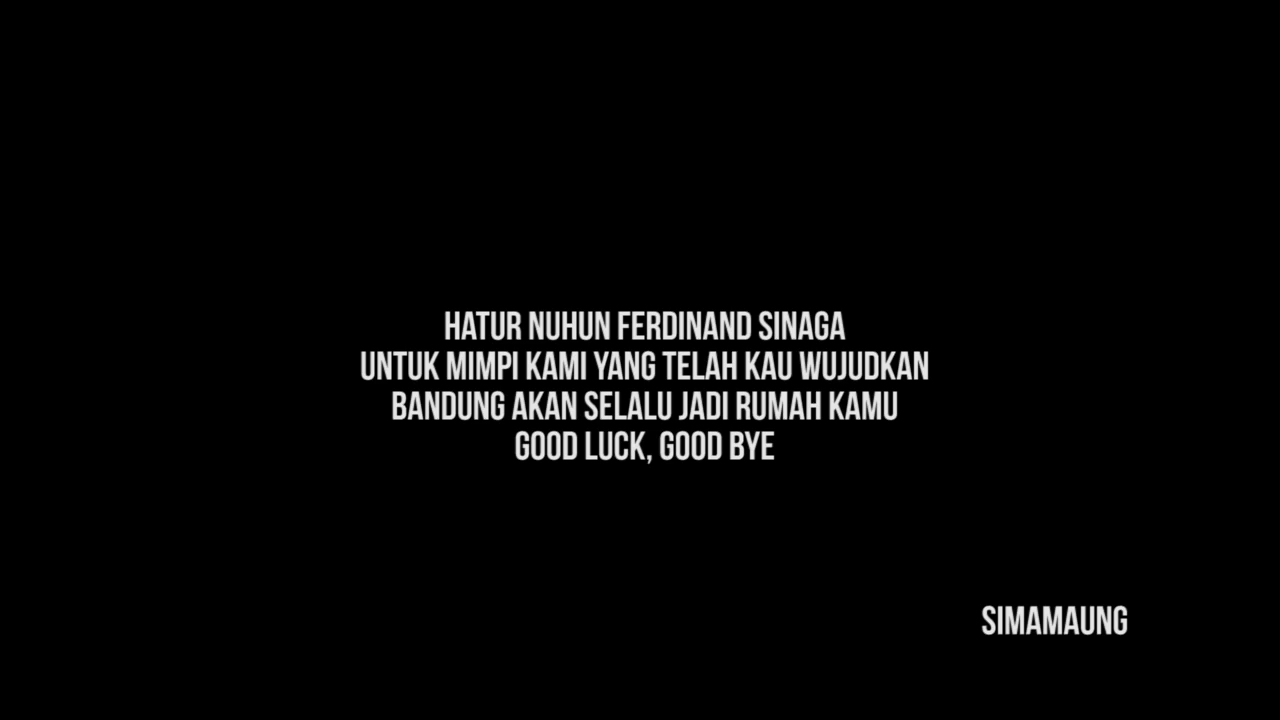 HATUR NUHUN FERDINAND SINAGA
UNTUK MIMPI KAMI YANG TELAH KAU WUJUDKAN
BANDUNG AKAN SELALU JADI RUMAH KAMU
GOOD LUCK, GOOD BYE
SIMAMAUNG